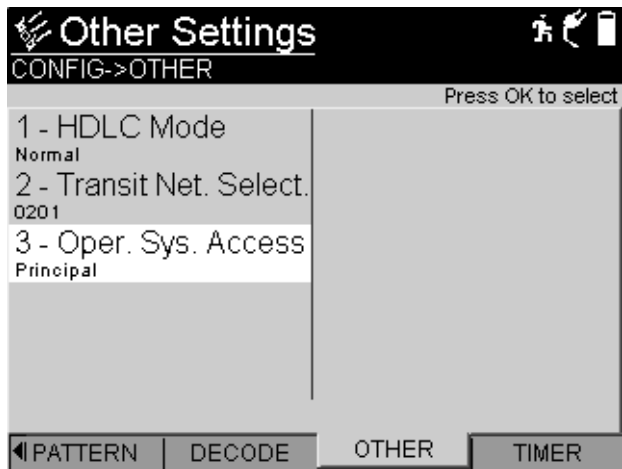 Other Settings
CONFIG->OTHER
Press OK to select
1 - HDLC Mode
Normal
2 - Transit Net. Select.
0201
3 - Oper. Sys. Access
Principal
PATTERN DECODE OTHER TIMER